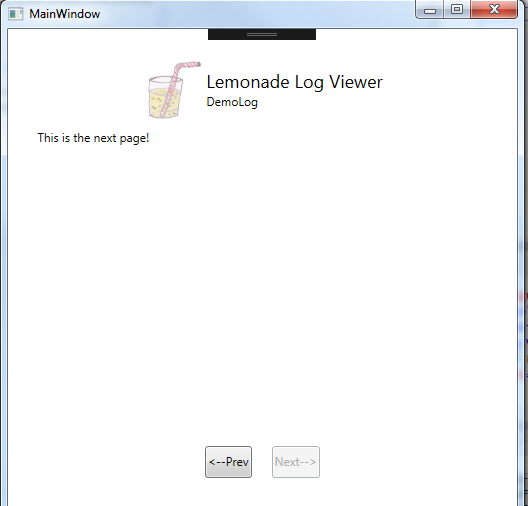 MainWindow
Lemonade Log Viewer
DemoLog
This is the next page!
<--Prev
Next-->